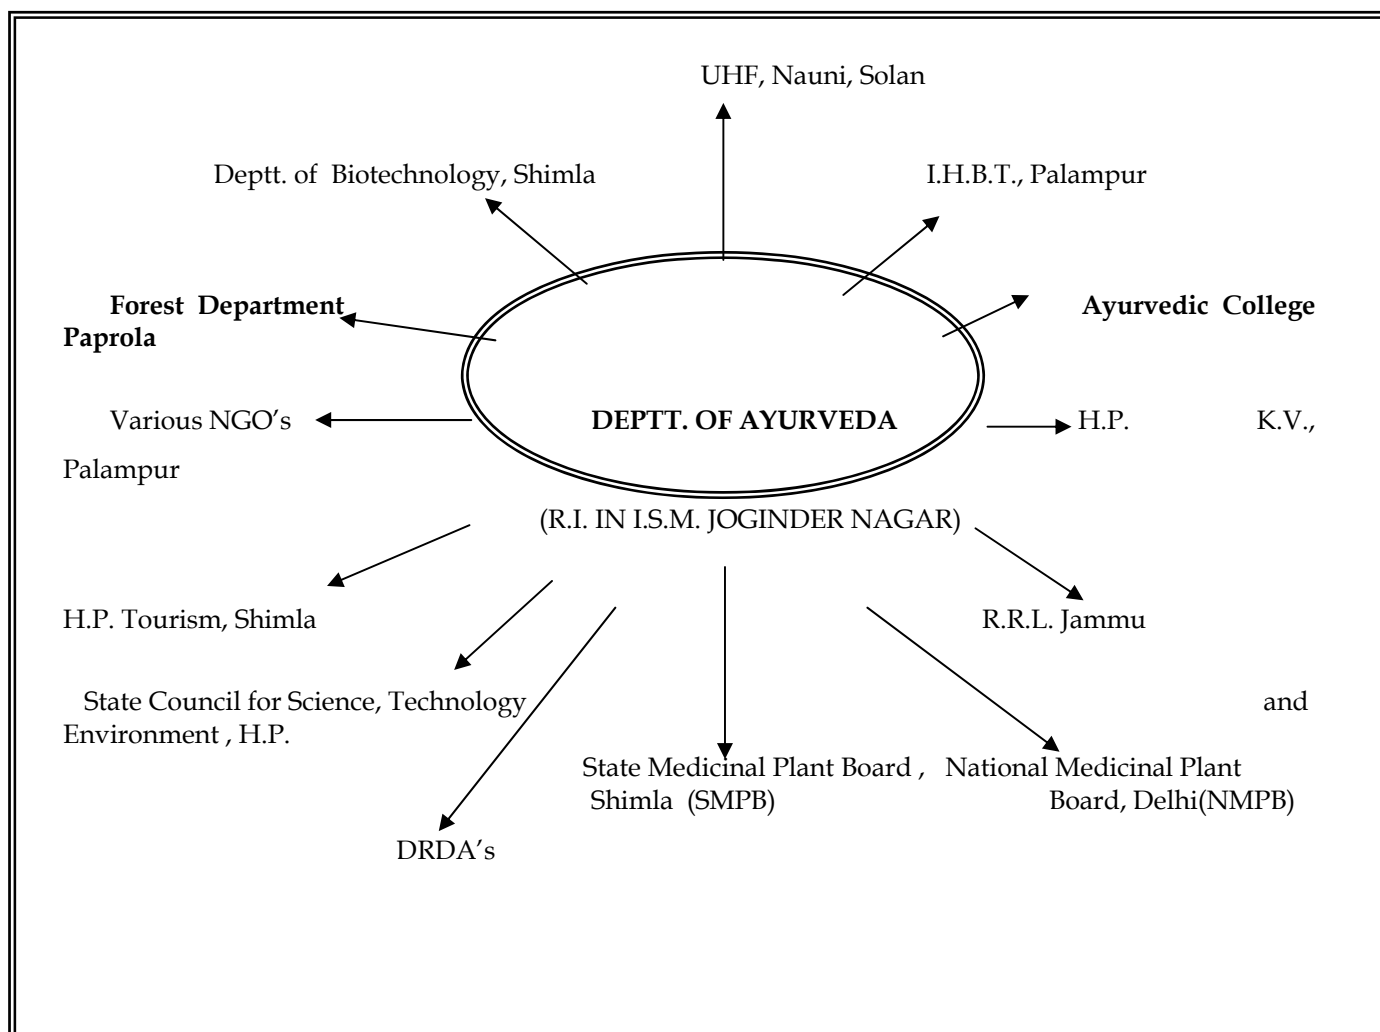 UHF, Nauni, Solan
Deptt. of Biotechnology, Shimla I.H.B.T., Palampur
Forest Department Ayurvedic College
Paprola
Various NGO’s DEPTT. OF AYURVEDA H.P. K.V.,
Palampur
(R.I. IN I.S.M. JOGINDER NAGAR)
H.P. Tourism, Shimla R.R.L. Jammu
State Council for Science, Technology and
Environment , H.P.
State Medicinal Plant Board , National Medicinal Plant
Shimla (SMPB) Board, Delhi(NMPB)
DRDA’s